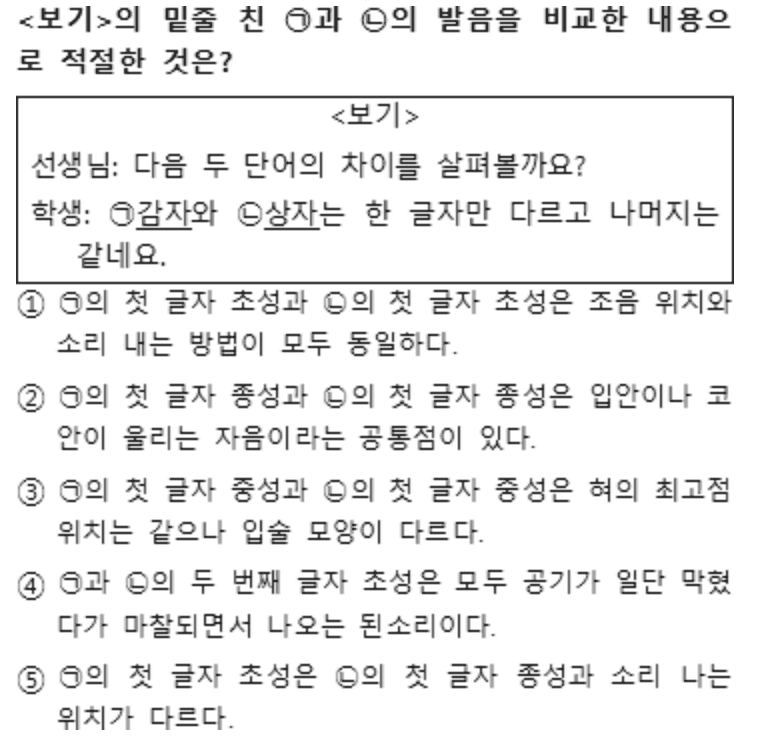 <보기>의 밑줄 친 ㉠과 ㉡의 발음을 비교한 내용으
로 적절한 것은?
<보기>
선생님: 다음 두 단어의 차이를 살펴볼까요?
학생: ㉠감자와 ㉡상자는 한 글자만 다르고 나머지는
같네요.
① ㉠의 첫 글자 초성과 ㉡의 첫 글자 초성은 조음 위치와
소리 내는 방법이 모두 동일하다.
② ㉠의 첫 글자 종성과 ㉡의 첫 글자 종성은 입안이나 코
안이 울리는 자음이라는 공통점이 있다.
③ ㉠의 첫 글자 중성과 ㉡의 첫 글자 중성은 혀의 최고점
위치는 같으나 입술 모양이 다르다.
④ ㉠과 ㉡의 두 번째 글자 초성은 모두 공기가 일단 막혔
다가 마찰되면서 나오는 된소리이다.
⑤ ㉠의 첫 글자 초성은 ㉡의 첫 글자 종성과 소리 나는
위치가 다르다.